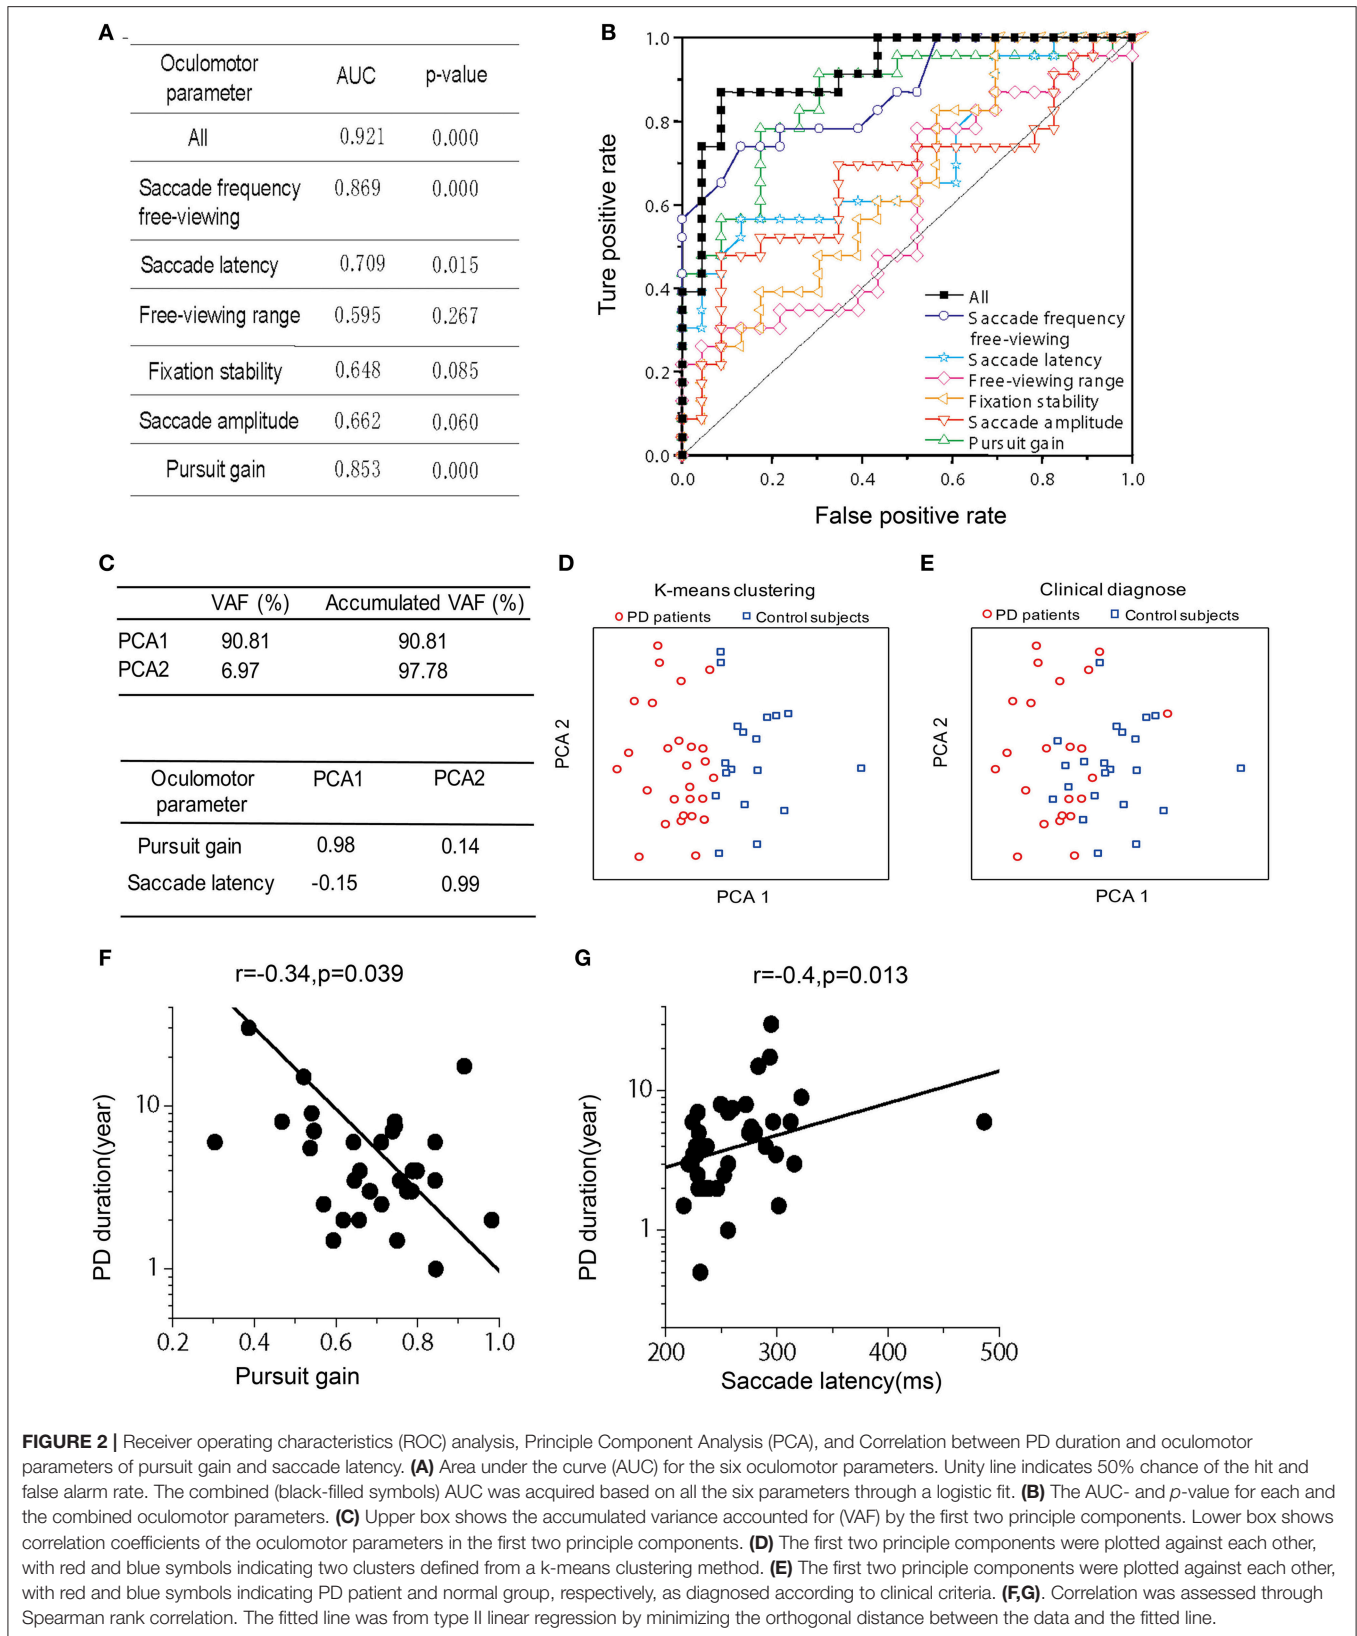 A
Oculomotor parameter AUC p-value
All 0.921 0.000
Saccade frequency free-viewing 0.869 0.000
Saccade latency 0.709 0.015
Free-viewing range 0.595 0.267
Fixation stability 0.648 0.085
Saccade amplitude 0.662 0.060
Pursuit gain 0.853 0.000
B
Ture positive rate
1.0
0.8
0.6
0.4
0.2
0.0
All
Saccade frequency
free-viewing
Saccade latency
Free-viewing range
Fixation stability
Saccade amplitude
Pursuit gain
0.0 0.2 0.4 0.6 0.8 1.0
False positive rate
C
VAF (%) Accumulated VAF (%)
PCA1 90.81 90.81
PCA2 6.97 97.78
Oculomotor parameter PCA1 PCA2
Pursuit gain 0.98 0.14
Saccade latency -0.15 0.99
D
K-means clustering
PD patients Control subjects
PCA 2
PCA 1
E
Clinical diagnose
PD patients Control subjects
PCA 2
PCA 1
F
r=-0.34,p=0.039
PD duration(year)
10
1
0.2 0.4 0.6 0.8 1.0
Pursuit gain
G
r=-0.4,p=0.013
PD duration(year)
10
1
200 300 400 500
Saccade latency(ms)
FIGURE 2 | Receiver operating characteristics (ROC) analysis, Principle Component Analysis (PCA), and Correlation between PD duration and oculomotor
parameters of pursuit gain and saccade latency. (A) Area under the curve (AUC) for the six oculomotor parameters. Unity line indicates 50% chance of the hit and
false alarm rate. The combined (black-filled symbols) AUC was acquired based on all the six parameters through a logistic fit. (B) The AUC- and p-value for each and
the combined oculomotor parameters. (C) Upper box shows the accumulated variance accounted for (VAF) by the first two principle components. Lower box shows
correlation coefficients of the oculomotor parameters in the first two principle components. (D) The first two principle components were plotted against each other,
with red and blue symbols indicating two clusters defined from a k-means clustering method. (E) The first two principle components were plotted against each other,
with red and blue symbols indicating PD patient and normal group, respectively, as diagnosed according to clinical criteria. (F,G). Correlation was assessed through
Spearman rank correlation. The fitted line was from type II linear regression by minimizing the orthogonal distance between the data and the fitted line.